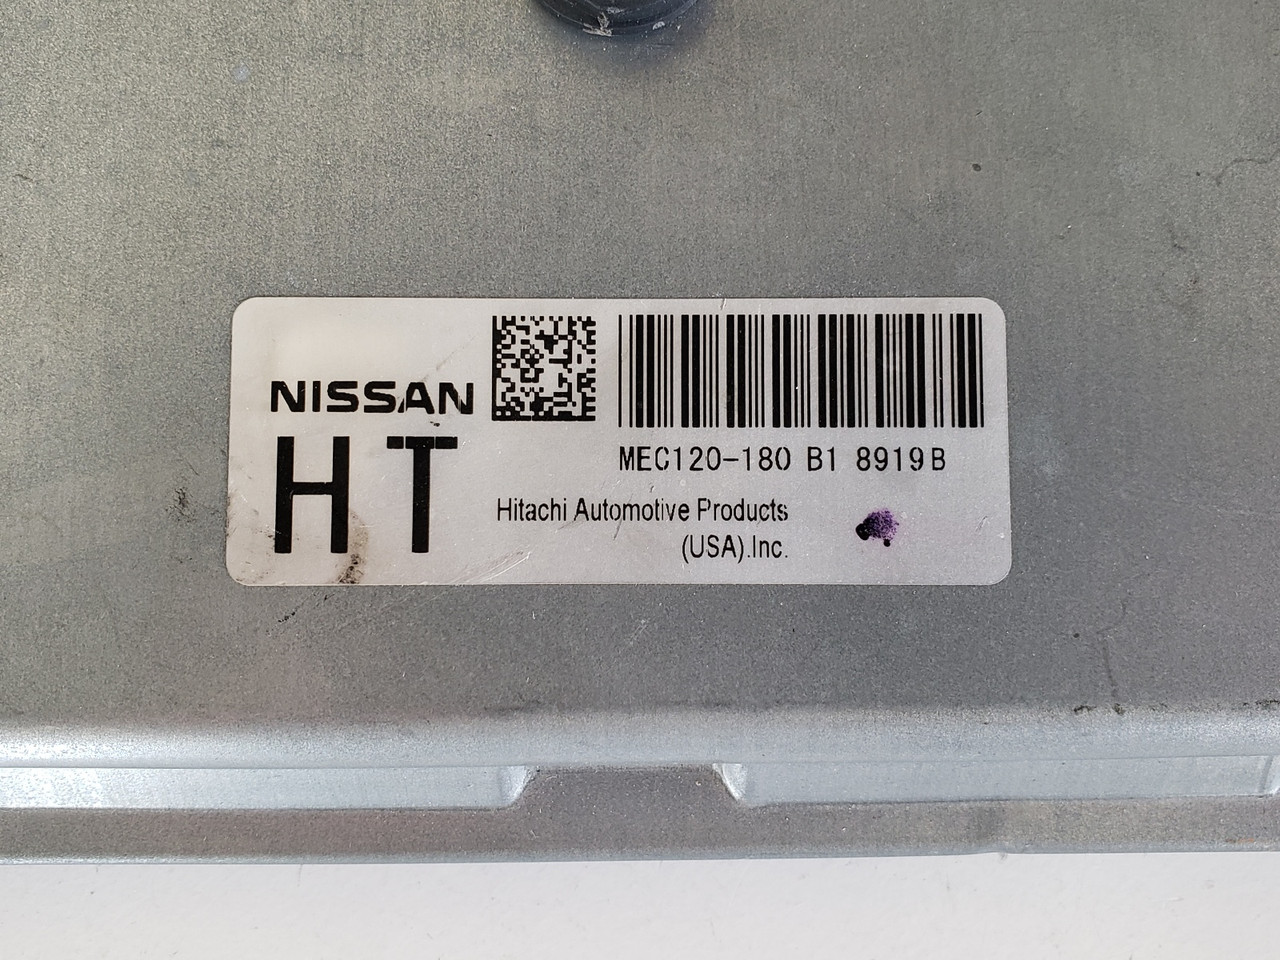 NISSAN
HT
MEC120-180 B1 8919B
Hitachi Automotive Products
(USA).Inc.